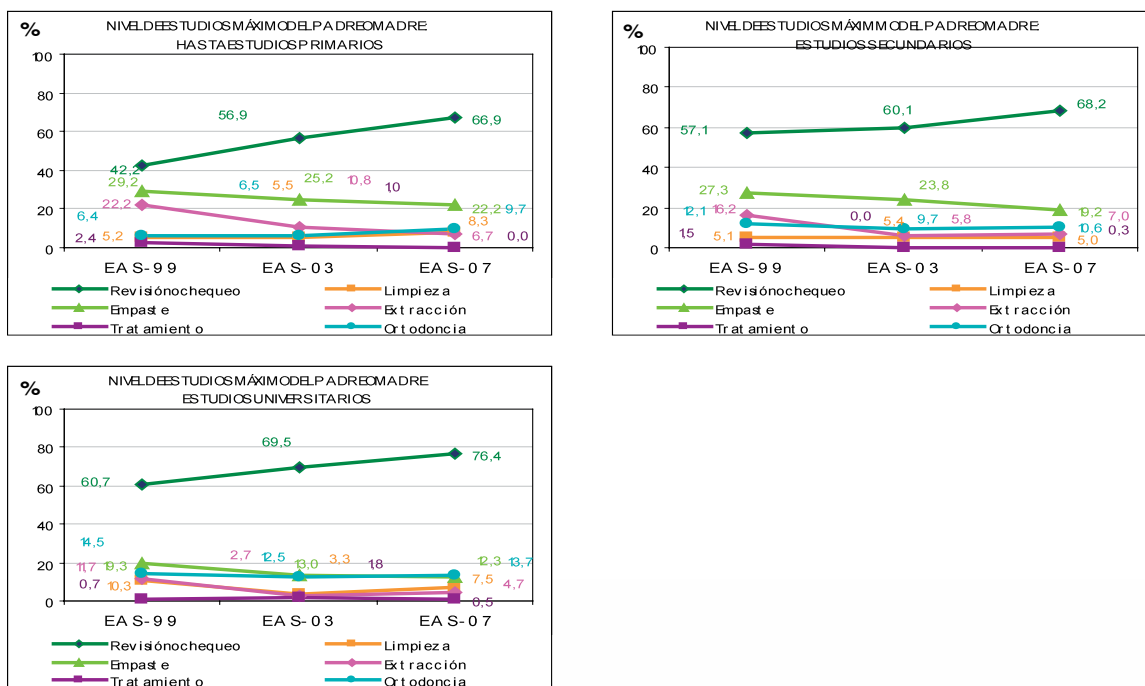 %
NIVELDEESTUDIOSMÁXIMODELPADREOMADRE:
HASTAESTUDIOSPRIMARIOS
100
80
60
40
20
0
56,9
66,9
42,2
29,2
22,2
6,4
2,4
5,2
6,5
5,5
25,2
10,8
1,0
22,2
9,7
8,3
6,7
0,0
EAS-99
EAS-03
EAS-07
Revisiónochequeo
Limpieza
Empaste
Extracción
Tratamiento
Ortodoncia
%
NIVELDEESTUDIOSMÁXIMMODELPADREOMADRE:
ESTUDIOSSECUNDARIOS
100
80
60
40
20
0
57,1
60,1
68,2
27,3
12,1
16,2
1,5
5,1
23,8
0,0
5,4
9,7
5,8
19,2
7,0
10,6
0,3
5,0
EAS-99
EAS-03
EAS-07
Revisiónochequeo
Limpieza
Empaste
Extracción
Tratamiento
Ortodoncia
%
NIVELDEESTUDIOSMÁXIMODELPADREOMADRE:
ESTUDIOSUNIVERSITARIOS
100
80
60
40
20
0
60,7
69,5
76,4
14,5
11,7
19,3
0,7
10,3
2,7
12,5
13,0
3,3
1,8
12,3
13,7
7,5
4,7
0,5
EAS-99
EAS-03
EAS-07
Revisiónochequeo
Limpieza
Empaste
Extracción
Tratamiento
Ortodoncia